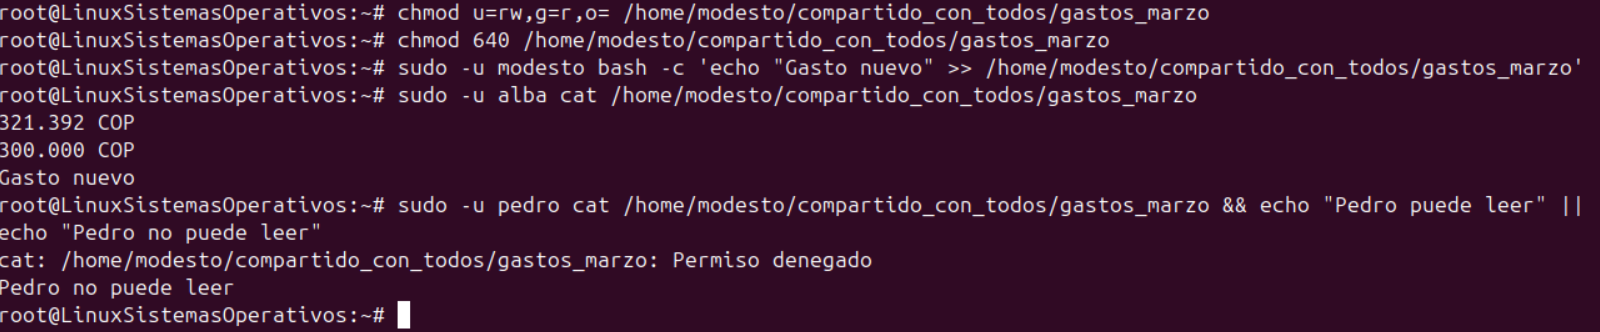 root@LinuxSistemasOperativos:~# chmod u=rw,g=r,o= /home/modesto/compartido_con_todos/gastos_marzo
root@LinuxSistemasOperativos:~# chmod 640 /home/modesto/compartido_con_todos/gastos_marzo
root@LinuxSistemasOperativos:~# sudo -u modesto bash -c 'echo "Gasto nuevo" >> /home/modesto/compartido_con_todos/gastos_marzo'
root@LinuxSistemasOperativos:~# sudo -u alba cat /home/modesto/compartido_con_todos/gastos_marzo
321.392 COP
300.000 COP
Gasto nuevo
root@LinuxSistemasOperativos:~# sudo -u pedro cat /home/modesto/compartido_con_todos/gastos_marzo && echo "Pedro puede leer" ||
echo "Pedro no puede leer"
cat: /home/modesto/compartido_con_todos/gastos_marzo: Permiso denegado
Pedro no puede leer
root@LinuxSistemasOperativos:~#